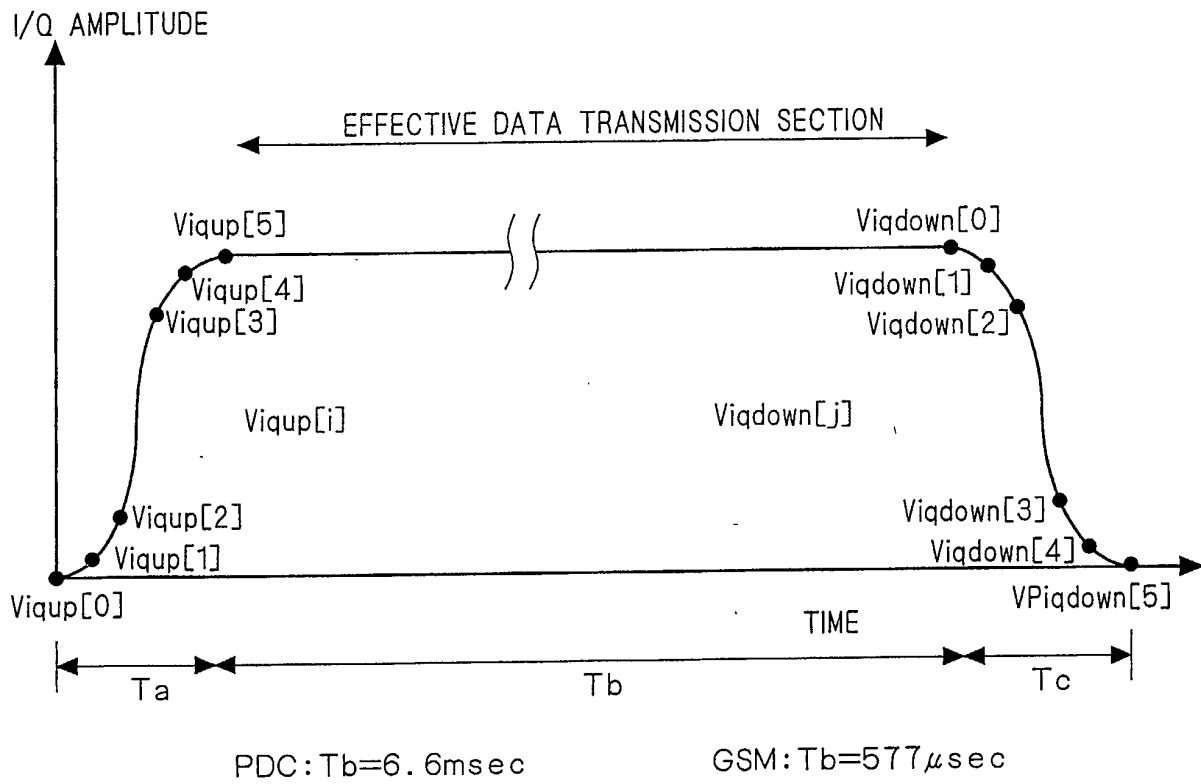 I/Q AMPLITUDE
EFFECTIVE DATA TRANSMISSION SECTION
Viqup[5]
Viqdown[0]
Viqup[4]
Viqdown[1]
Viqup[3]
Viqdown[2]
Viqup[i]
Viqdown[j]
Viqup[2]
Viqdown[3]
Viqup[1]
Viqdown[4]
Viqup[0]
VPiqdown[5]
TIME
Ta
Tb
Tc
PDC:Tb=6.6msec
GSM:Tb=577μsec